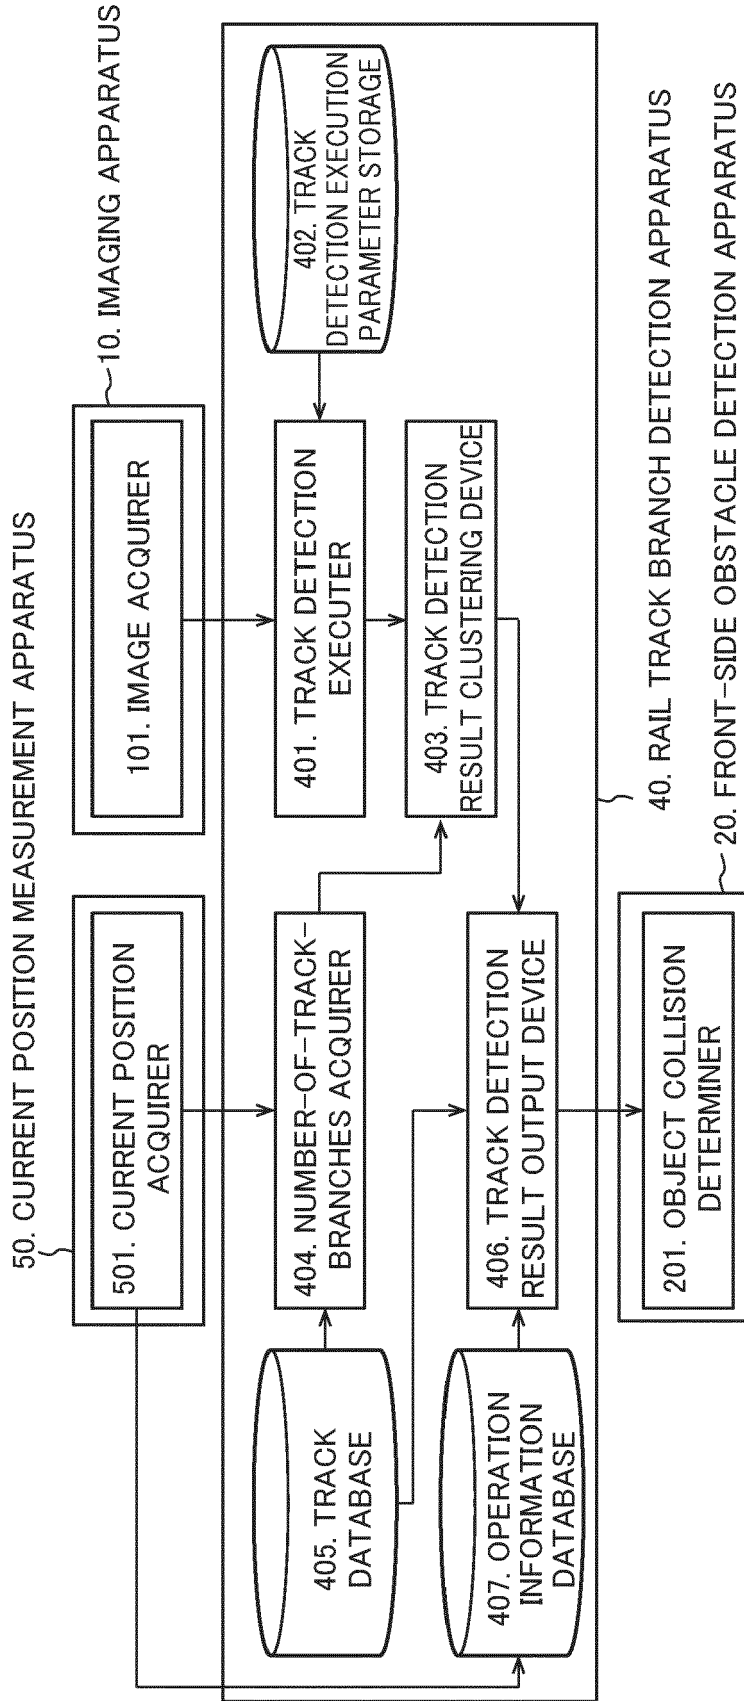 50. CURRENT POSITION MEASUREMENT APPARATUS
10. IMAGING APPARATUS
501. CURRENT POSITION
ACQUIRER
101. IMAGE ACQUIRER
405. TRACK
DATABASE
404. NUMBER-OF-TRACK-
BRANCHES ACQUIRER
401. TRACK DETECTION
EXECUTER
402. TRACK
DETECTION EXECUTION
PARAMETER STORAGE
403. TRACK DETECTION
RESULT CLUSTERING DEVICE
407. OPERATION
INFORMATION
DATABASE
406. TRACK DETECTION
RESULT OUTPUT DEVICE
40. RAIL TRACK BRANCH DETECTION APPARATUS
201. OBJECT COLLISION
DETERMINER
20. FRONT-SIDE OBSTACLE DETECTION APPARATUS